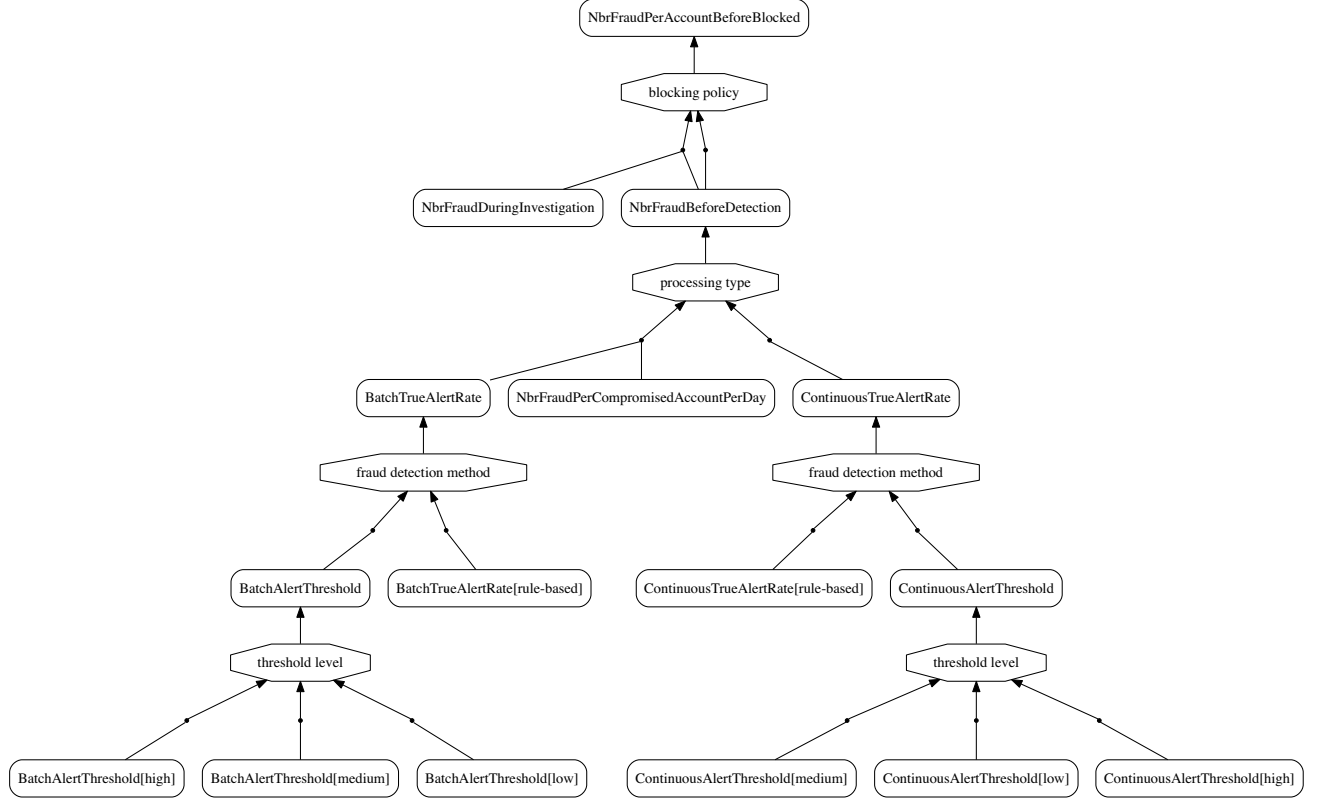 NbrFraudPerAccountBeforeBlocked
blocking policy
NbrFraudDuringInvestigation
NbrFraudBeforeDetection
processing type
BatchTrueAlertRate
NbrFraudPerCompromisedAccountPerDay
ContinuousTrueAlertRate
fraud detection method
fraud detection method
BatchAlertThreshold
BatchTrueAlertRate[rule-based]
ContinuousTrueAlertRate[rule-based]
ContinuousAlertThreshold
threshold level
threshold level
BatchAlertThreshold[high]
BatchAlertThreshold[medium]
BatchAlertThreshold[low]
ContinuousAlertThreshold[medium]
ContinuousAlertThreshold[low]
ContinuousAlertThreshold[high]